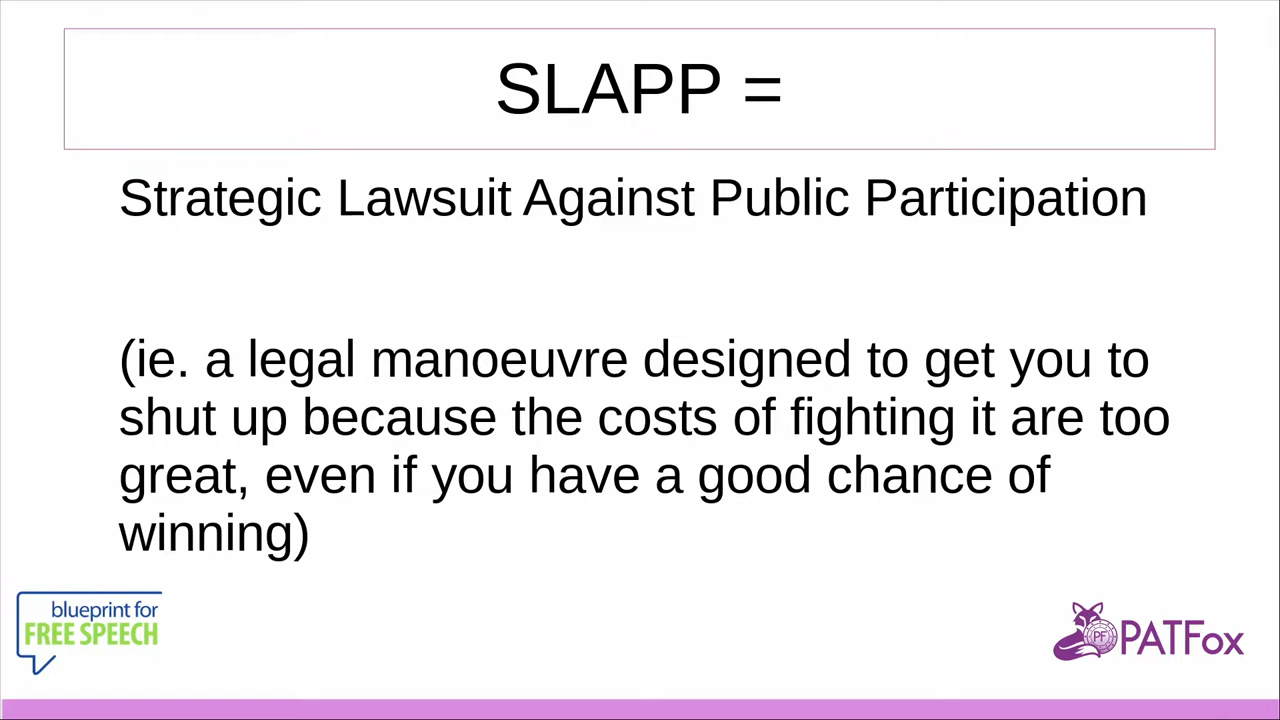 SLAPP =
Strategic Lawsuit Against Public Participation
(ie. a legal manoeuvre designed to get you to
shut up because the costs of fighting it are too
great, even if you have a good chance of
winning)
blueprint for
FREE SPEECH
PF
PATFox